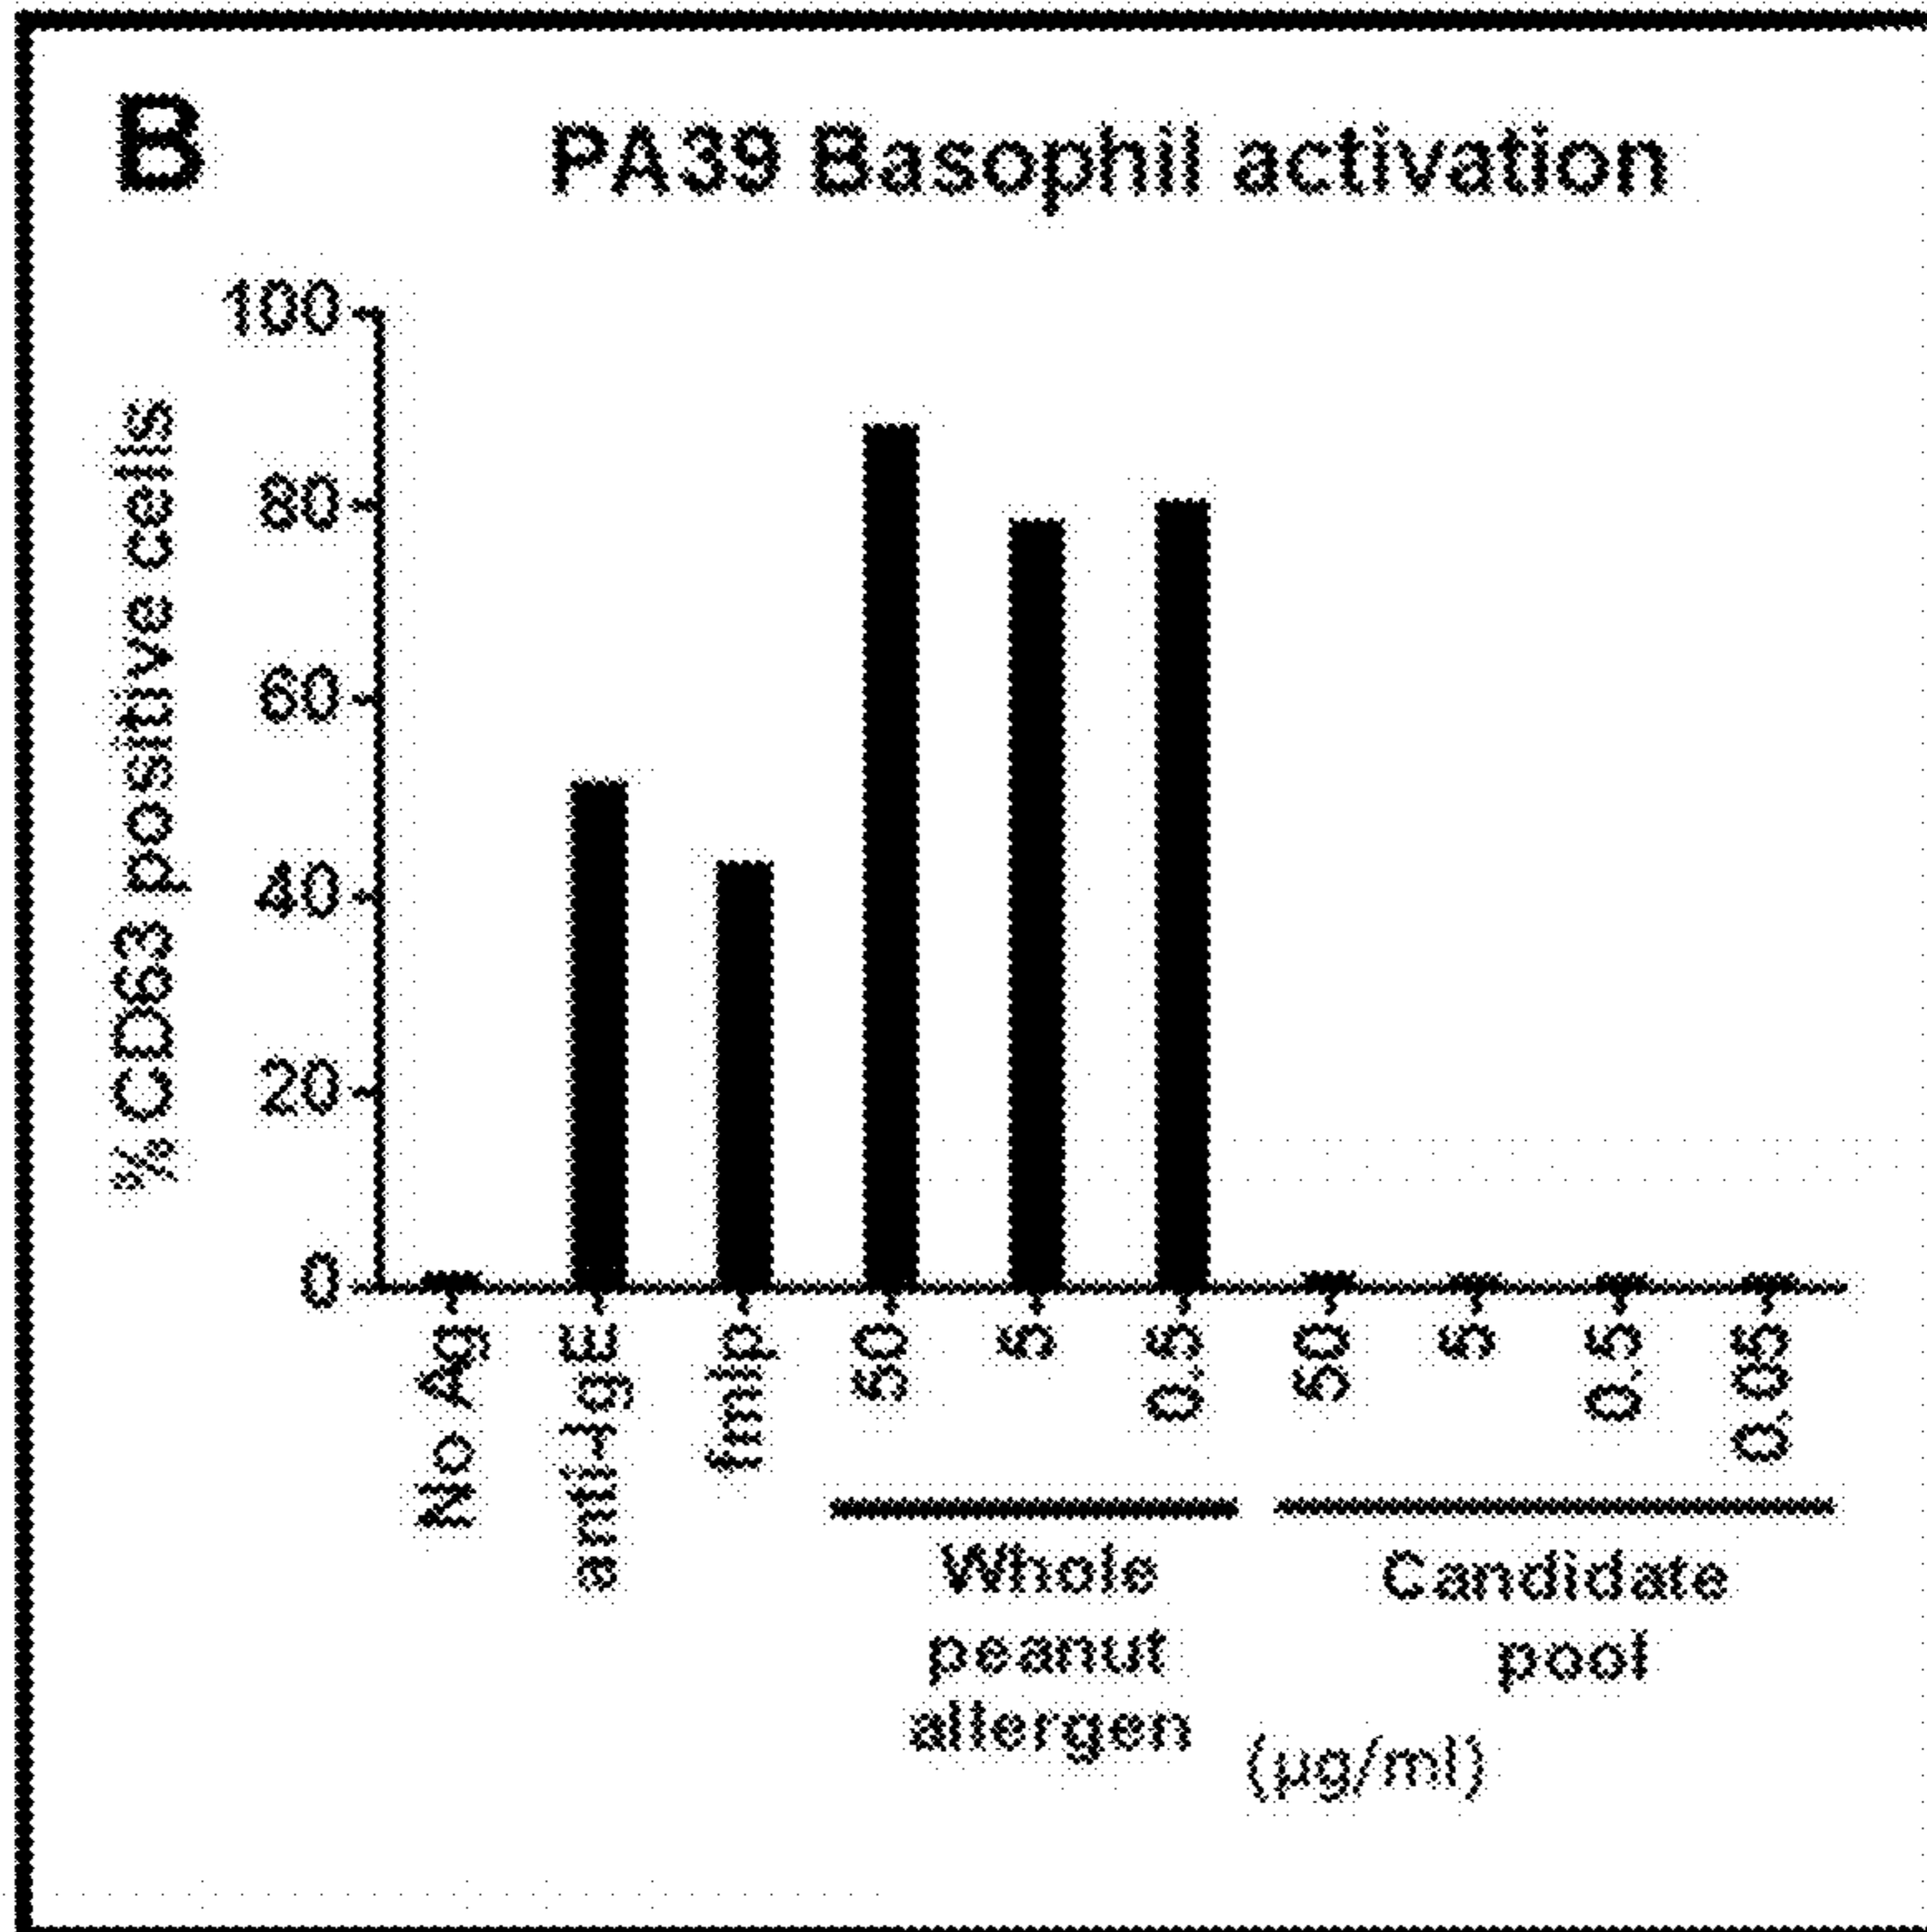 B
PA39 Basophil activation
% CD63 positive cells
100
80
60
40
20
0
No Ag
anti-IgE
fmlp
50
5
0.5
50
5
0.5
0.05
Whole
peanut
allergen
Candidate
pool
(µg/ml)